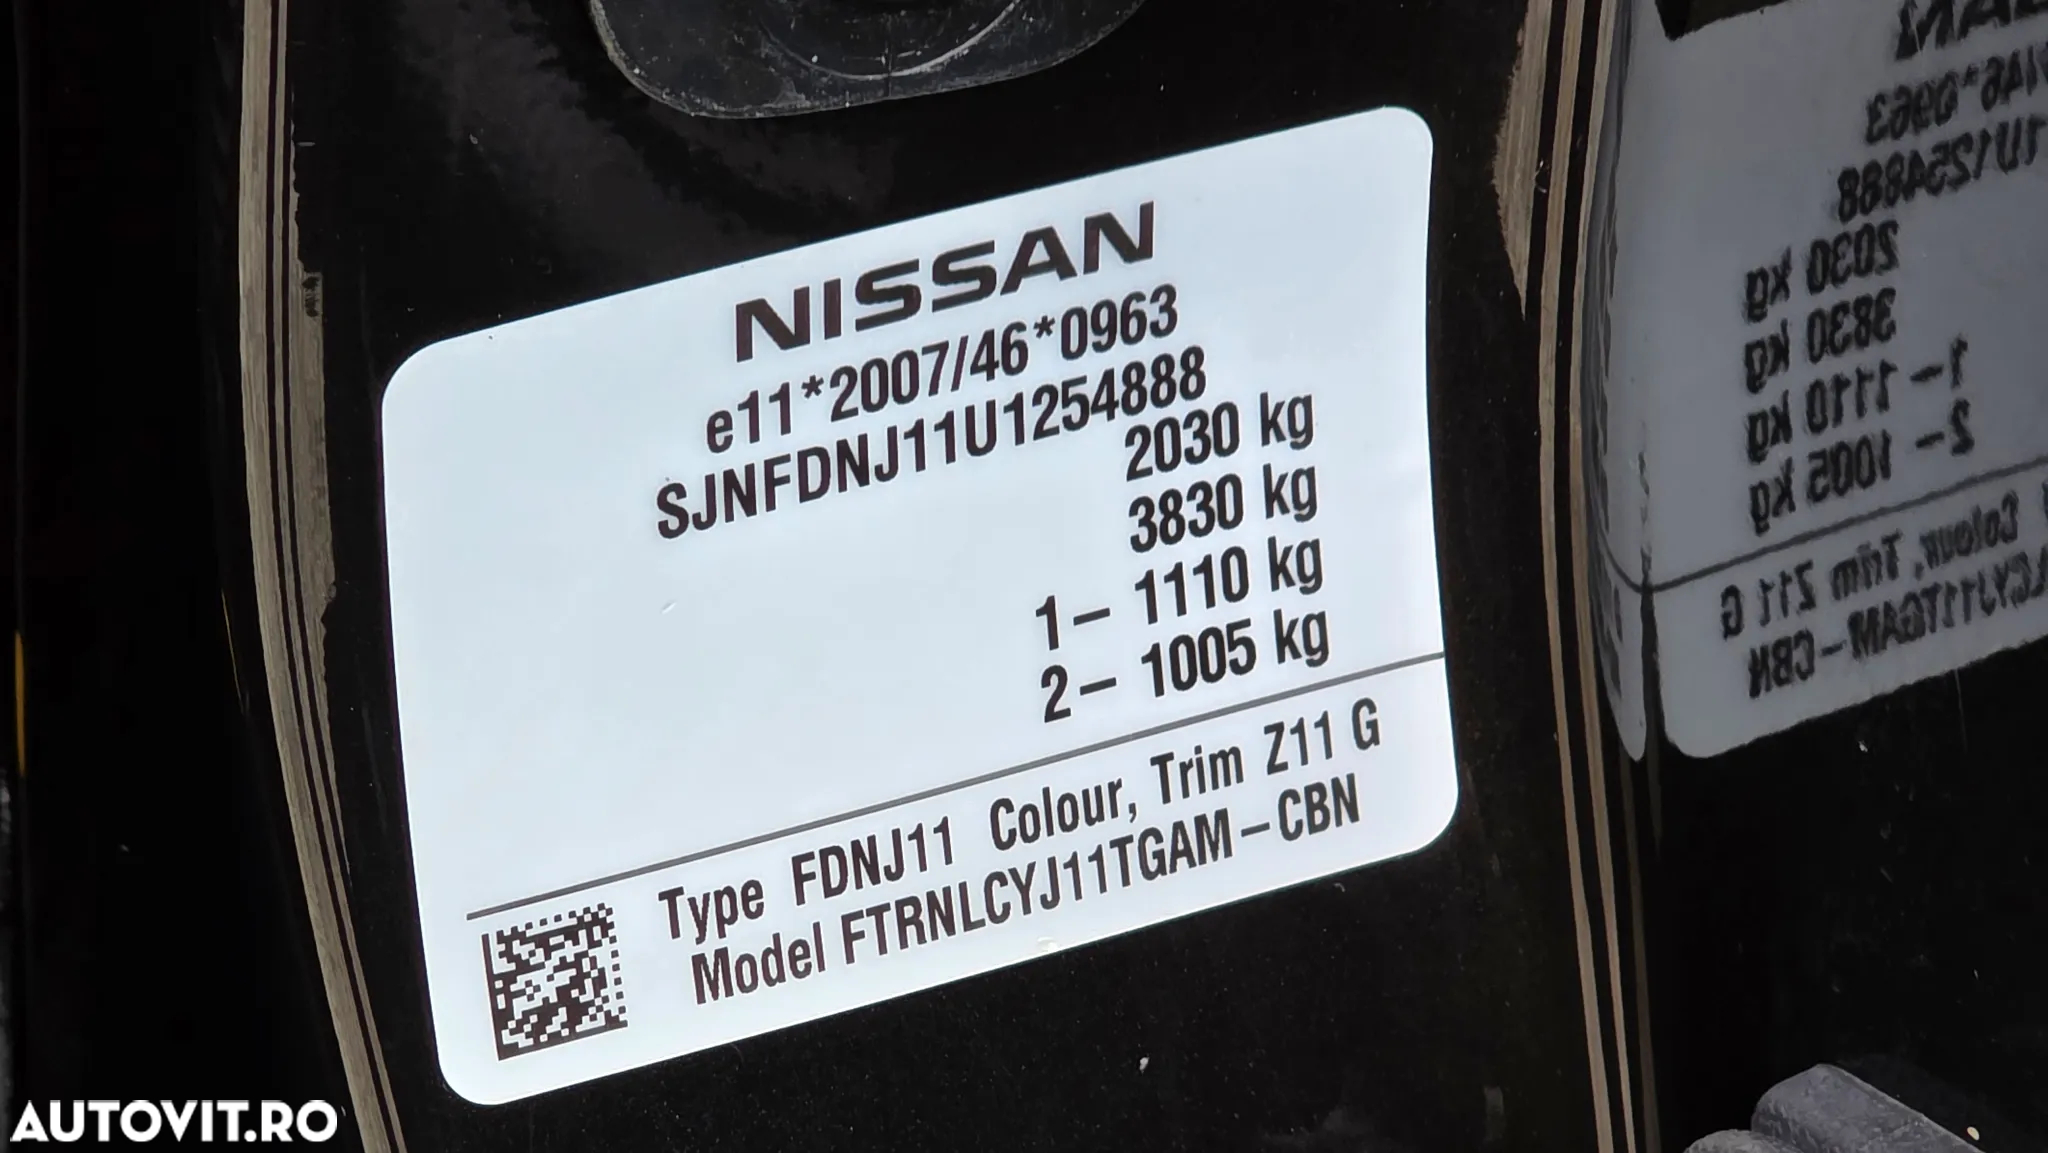 NISSAN
e11*2007/46*0963
SJNFDNJ11U1254888
2030 kg
3830 kg
1- 1110 kg
2- 1005 kg
Type FDNJ11 Colour, Trim Z11 G
Model FTRNLCYJ11TGAM-CBN
AUTOVIT.RO